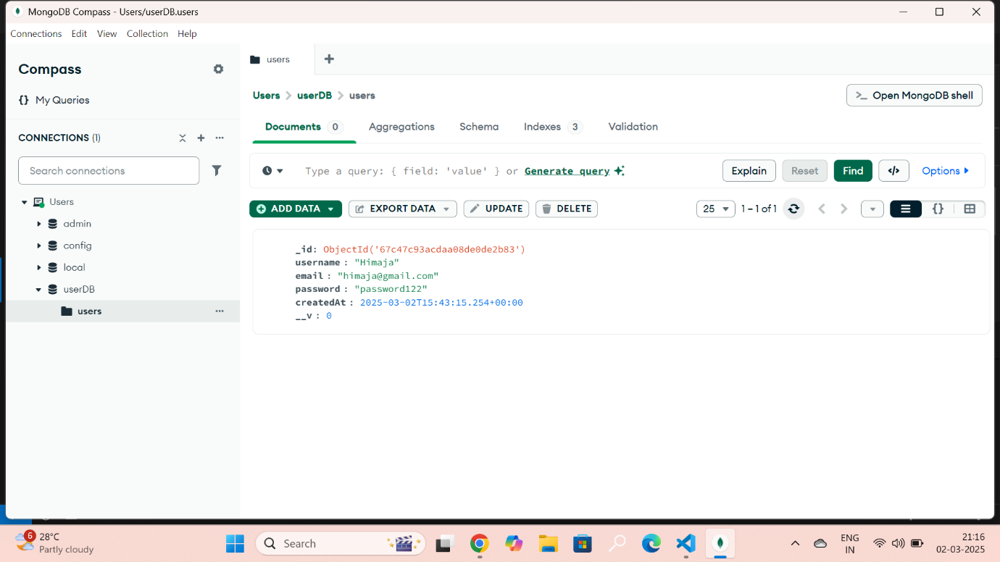 MongoDB Compass - Users/userDB.users
Connections Edit View Collection Help
Compass
{} My Queries
CONNECTIONS (1)
Search connections
Users
admin
config
local
userDB
users
users
Users > userDB > users
>_ Open MongoDB shell
Documents 0 Aggregations Schema Indexes 3 Validation
Type a query: { field: 'value' } or Generate query
Explain Reset Find </> Options
ADD DATA EXPORT DATA UPDATE DELETE 25 1 – 1 of 1 {}
_id: ObjectId('67c47c93acdaa08de0de2b83')
username : "Himaja"
email : "himaja@gmail.com"
password : "password122"
createdAt : 2025-03-02T15:43:15.254+00:00
__v : 0
6
28°C
Partly cloudy
Search
ENG
IN
21:16
02-03-2025